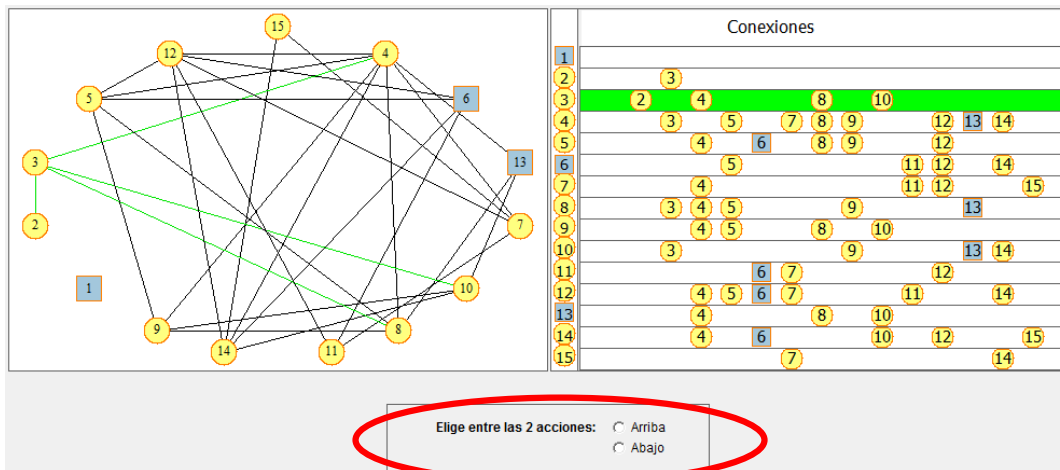 15
12
4
5
6
3
13
2
7
1
10
9
8
14
11
Conexiones
1
2 3
3 2 4 8 10
4 3 5 7 8 9 12 13 14
5 4 6 8 9 12
6 5 11 12 14
7 4 11 12 15
8 3 4 5 9 13
9 4 5 8 10
10 3 9 13 14
11 6 7 12
12 4 5 6 7 11 14
13 4 8 10
14 4 6 10 12 15
15 7 14
Elige entre las 2 acciones: Arriba
Abajo